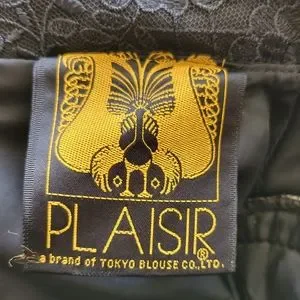 PLAISIR®
a brand of TOKYO BLOUSE CO., LTD.